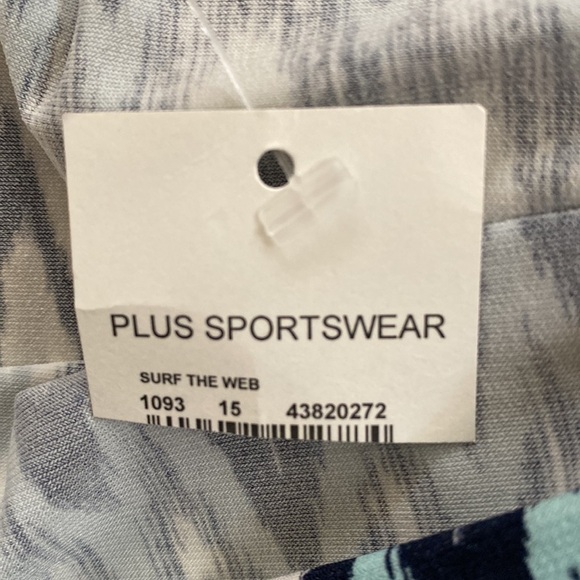 PLUS SPORTSWEAR
SURF THE WEB
1093 15 43820272